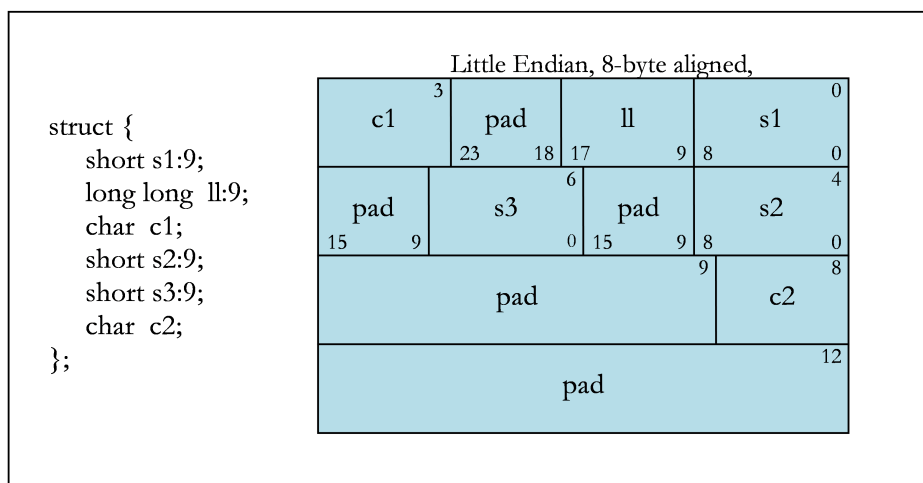 Little Endian, 8-byte aligned,
struct {
short s1:9;
long long ll:9;
char c1;
short s2:9;
short s3:9;
char c2;
};
3 0
c1 pad ll s1
23 18 17 9 8 0
6 4
pad s3 pad s2
15 9 0 15 9 8 0
9 8
pad c2
12
pad